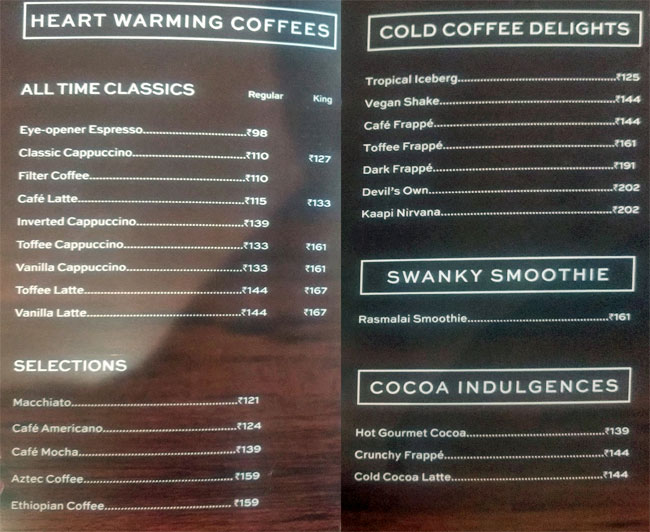 HEART WARMING COFFEES
ALL TIME CLASSICS Regular King
Eye-opener Espresso ₹98
Classic Cappuccino ₹110 ₹127
Filter Coffee ₹110
Café Latte ₹115 ₹133
Inverted Cappuccino ₹139
Toffee Cappuccino ₹133 ₹161
Vanilla Cappuccino ₹133 ₹161
Toffee Latte ₹144 ₹167
Vanilla Latte ₹144 ₹167
SELECTIONS
Macchiato ₹121
Café Americano ₹124
Café Mocha ₹139
Aztec Coffee ₹159
Ethiopian Coffee ₹159
COLD COFFEE DELIGHTS
Tropical Iceberg ₹125
Vegan Shake ₹144
Café Frappé ₹144
Toffee Frappé ₹161
Dark Frappé ₹191
Devil's Own ₹202
Kaapi Nirvana ₹202
SWANKY SMOOTHIE
Rasmalai Smoothie ₹161
COCOA INDULGENCES
Hot Gourmet Cocoa ₹139
Crunchy Frappé ₹144
Cold Cocoa Latte ₹144